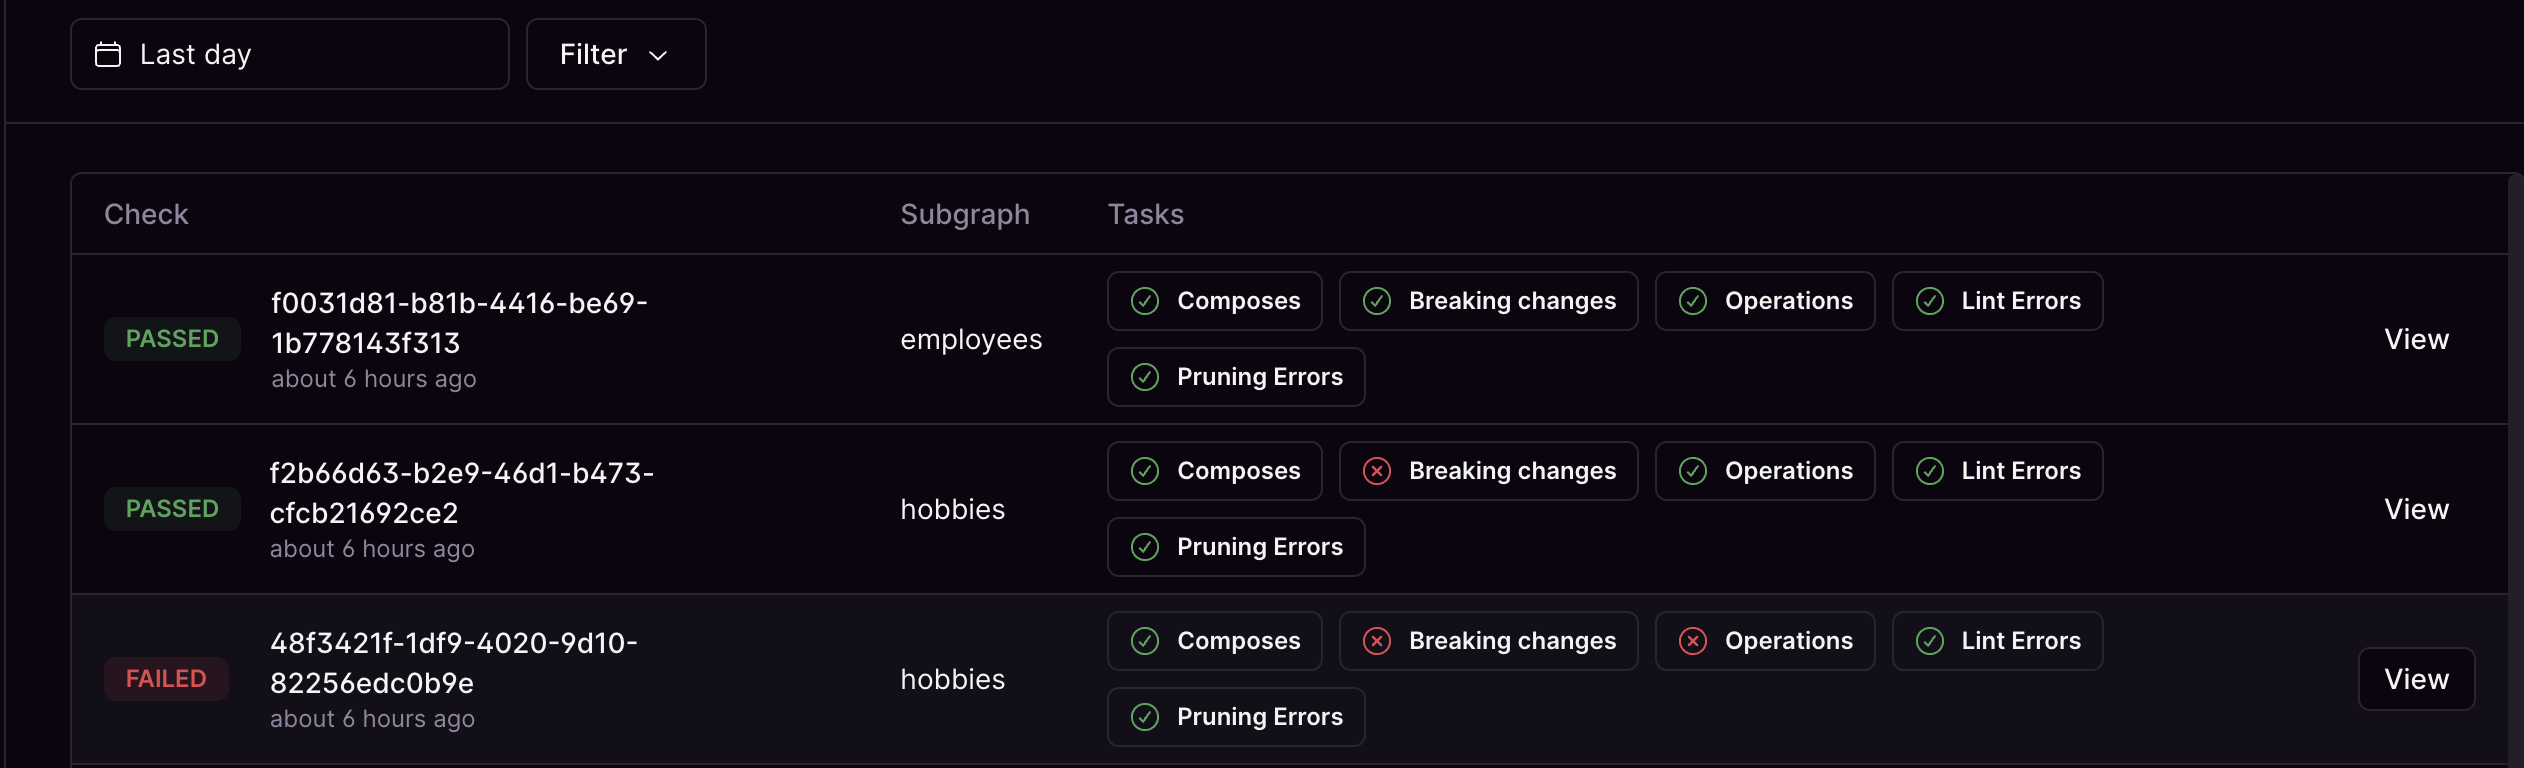 Last day
Filter
Check
Subgraph
Tasks
PASSED
f0031d81-b81b-4416-be69-
1b778143f313
about 6 hours ago
employees
Composes
Breaking changes
Operations
Lint Errors
Pruning Errors
View
PASSED
f2b66d63-b2e9-46d1-b473-
cfcb21692ce2
about 6 hours ago
hobbies
Composes
Breaking changes
Operations
Lint Errors
Pruning Errors
View
FAILED
48f3421f-1df9-4020-9d10-
82256edc0b9e
about 6 hours ago
hobbies
Composes
Breaking changes
Operations
Lint Errors
Pruning Errors
View